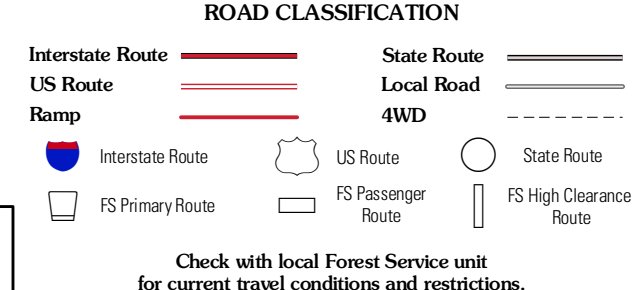 ROAD CLASSIFICATION
Interstate Route
State Route
US Route
Local Road
Ramp
4WD
Interstate Route
US Route
State Route
FS Primary Route
FS Passenger
Route
FS High Clearance
Route
Check with local Forest Service unit
for current travel conditions and restrictions.